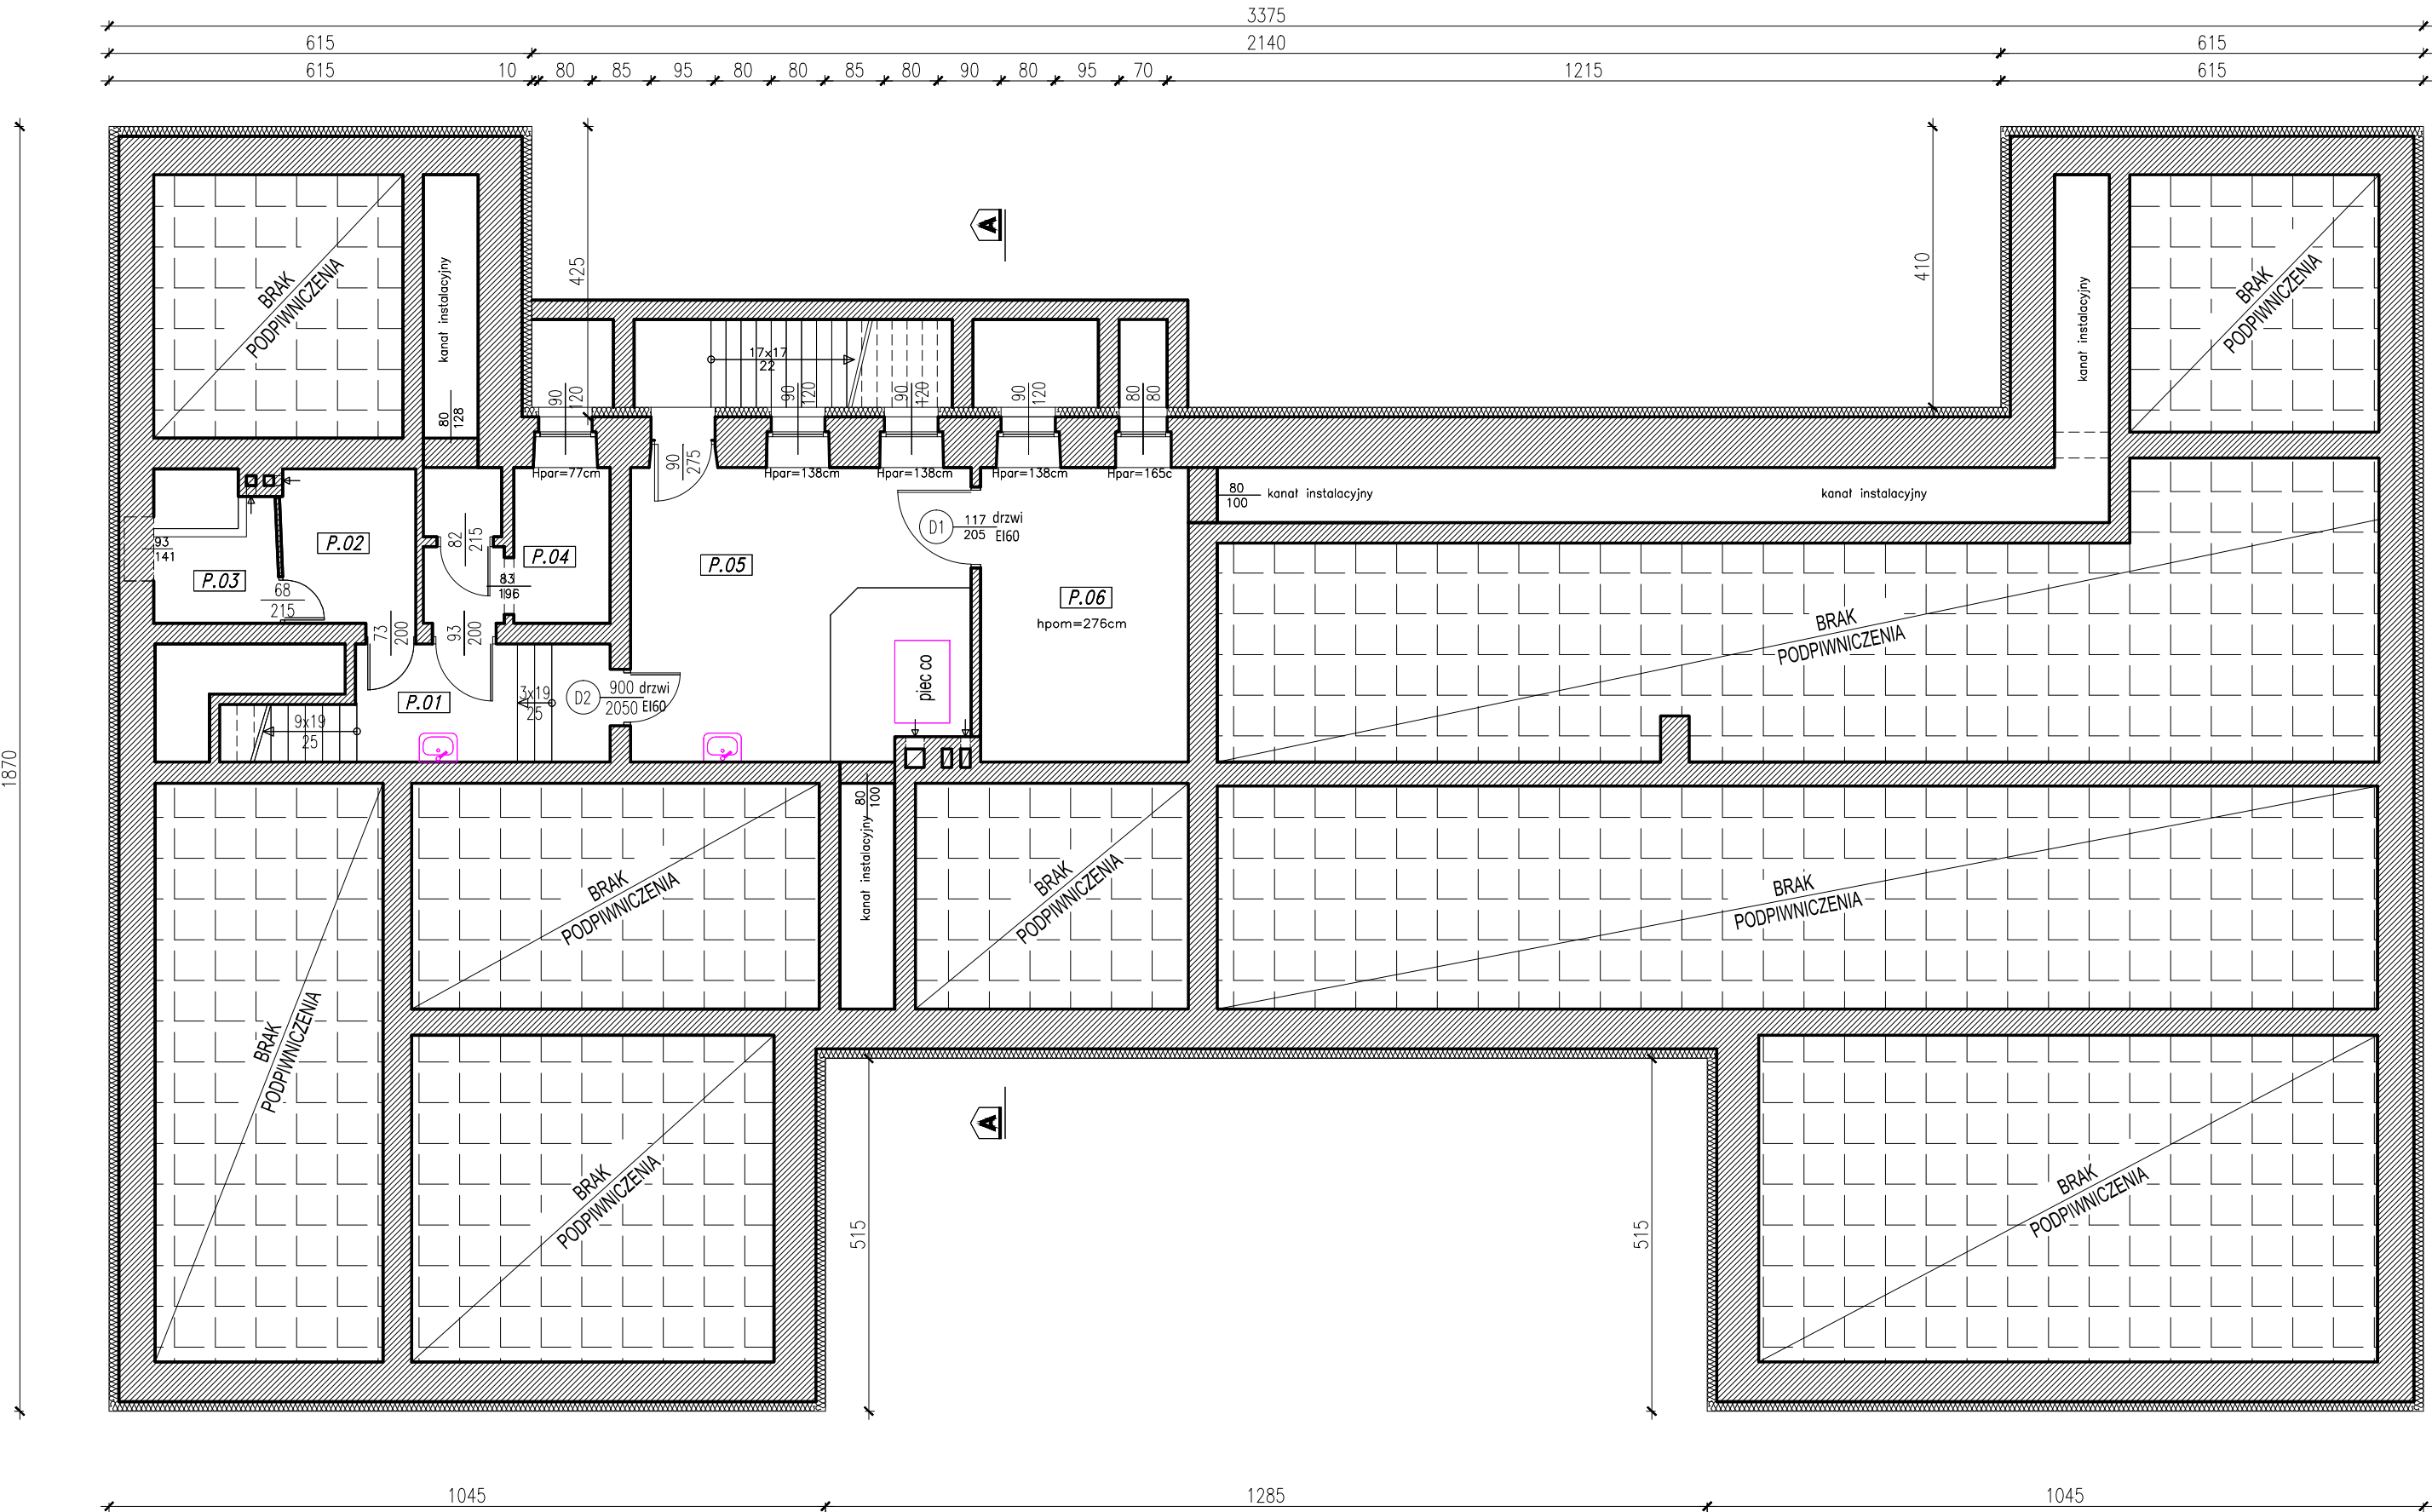 3375
615 2140 615
615 10 80 85 95 80 80 85 80 90 80 95 70 1215 615
A
425
410
BRAK
PODPIWNICZENIA
kanał instalacyjny
80
128
kanał instalacyjny
BRAK
PODPIWNICZENIA
17x17
22
90
120
90
120
90
120
90
120
80
80
Hpar=77cm
90
275
Hpar=138cm
Hpar=138cm
Hpar=138cm
Hpar=165c
80
100
kanał instalacyjny
kanał instalacyjny
93
141
P.03
P.02
68
215
82
215
P.04
83
196
P.05
D1
117
205
drzwi
EI60
P.06
hpom=276cm
73
200
93
200
P.01
9x19
25
3x19
25
D2
900
2050
drzwi
EI60
piec co
BRAK
PODPIWNICZENIA
1870
80
100
kanał instalacyjny
BRAK
PODPIWNICZENIA
BRAK
PODPIWNICZENIA
BRAK
PODPIWNICZENIA
BRAK
PODPIWNICZENIA
BRAK
PODPIWNICZENIA
A
515
515
BRAK
PODPIWNICZENIA
1045 1285 1045